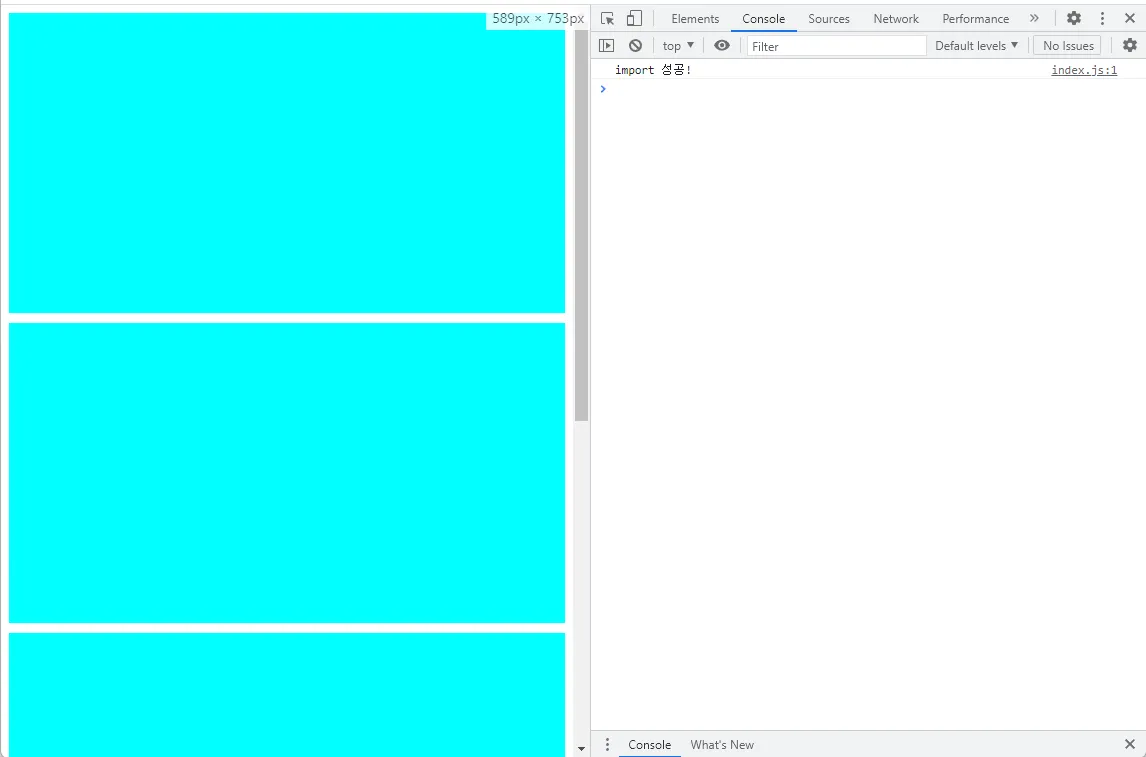 589px × 753px
Elements Console Sources Network Performance »
top ▼ Filter Default levels ▼ No Issues
import 성공! index.js:1
›
Console What's New